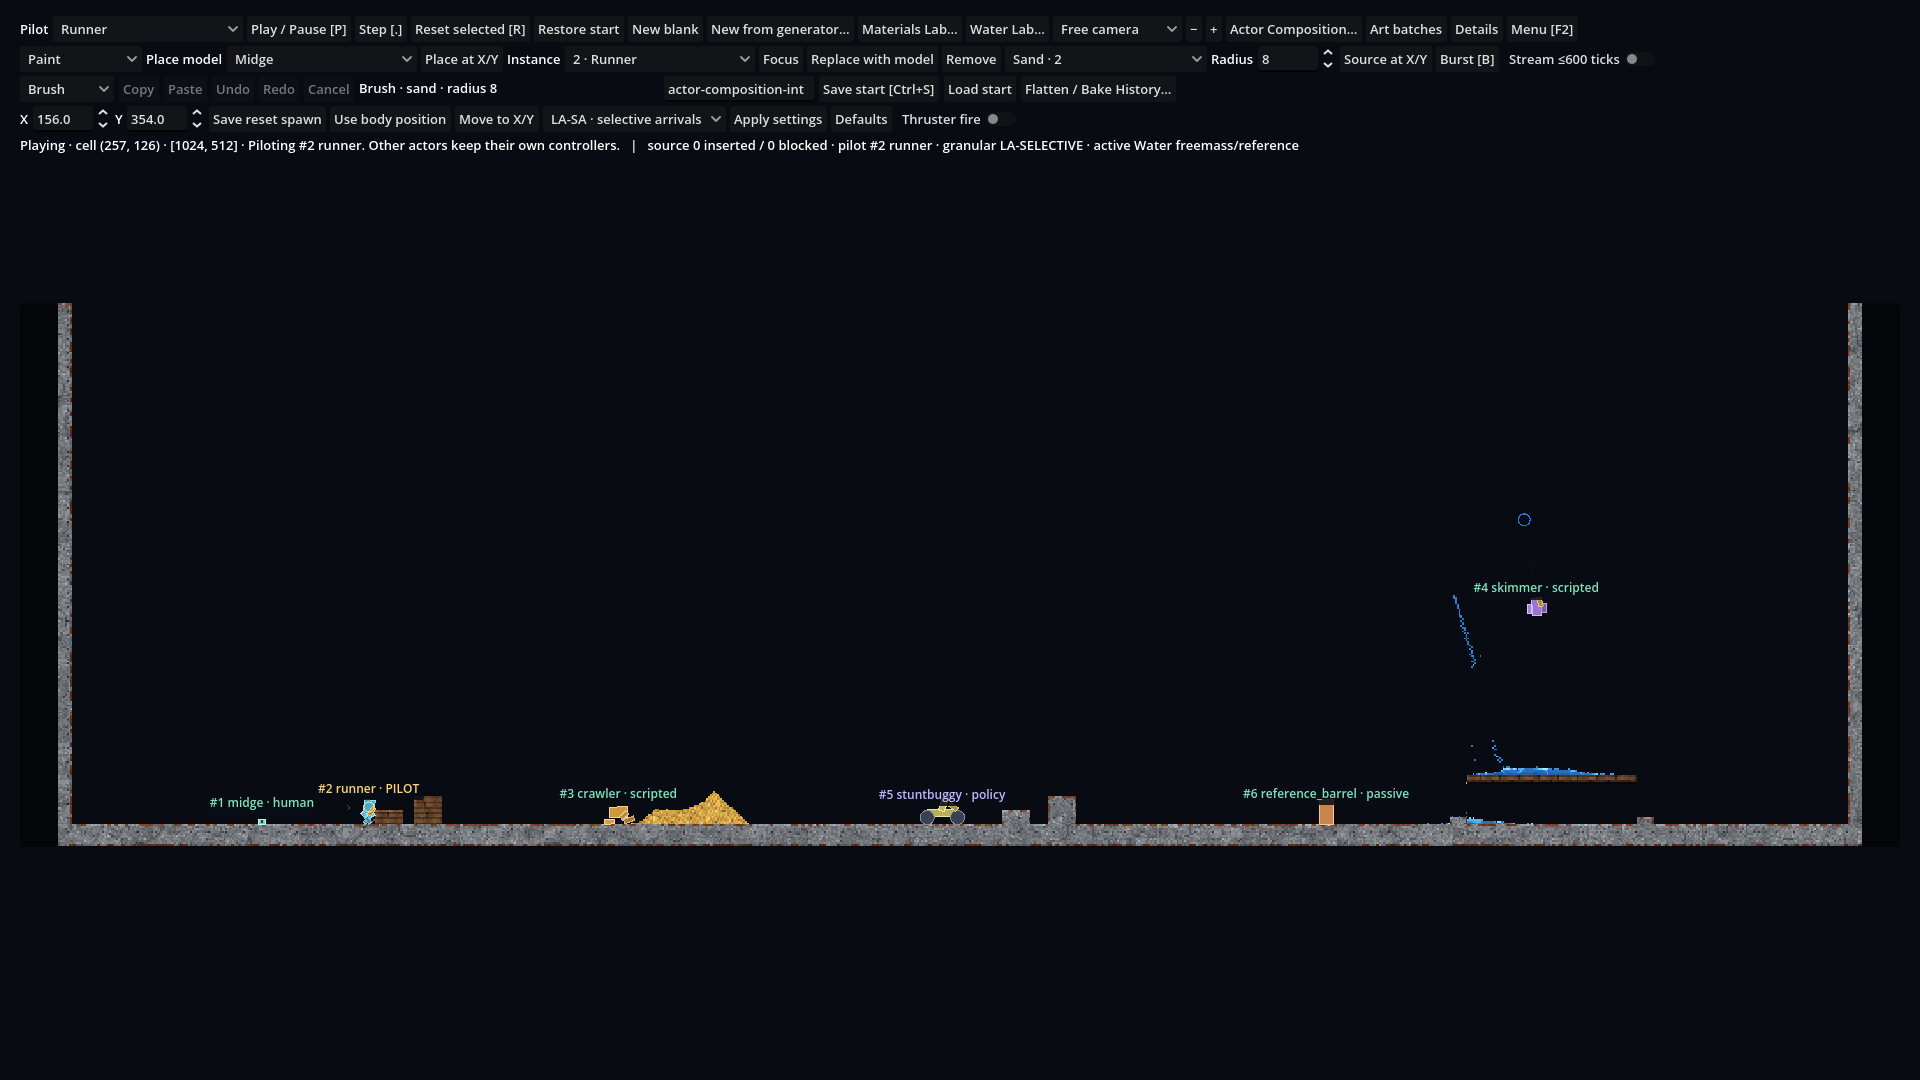 Pilot Runner Play / Pause [P] Step [.] Reset selected [R] Restore start New blank New from generator... Materials Lab... Water Lab... Free camera − + Actor Composition... Art batches Details Menu [F2]
Paint Place model Midge Place at X/Y Instance 2 · Runner Focus Replace with model Remove Sand · 2 Radius 8 Source at X/Y Burst [B] Stream ≤600 ticks
Brush Copy Paste Undo Redo Cancel Brush · sand · radius 8 actor-composition-int Save start [Ctrl+S] Load start Flatten / Bake History...
X 156.0 Y 354.0 Save reset spawn Use body position Move to X/Y LA-SA · selective arrivals Apply settings Defaults Thruster fire
Playing · cell (257, 126) · [1024, 512] · Piloting #2 runner. Other actors keep their own controllers. | source 0 inserted / 0 blocked · pilot #2 runner · granular LA-SELECTIVE · active Water freemass/reference
#4 skimmer · scripted
#2 runner · PILOT
#1 midge · human
#3 crawler · scripted
#5 stuntbuggy · policy
#6 reference_barrel · passive